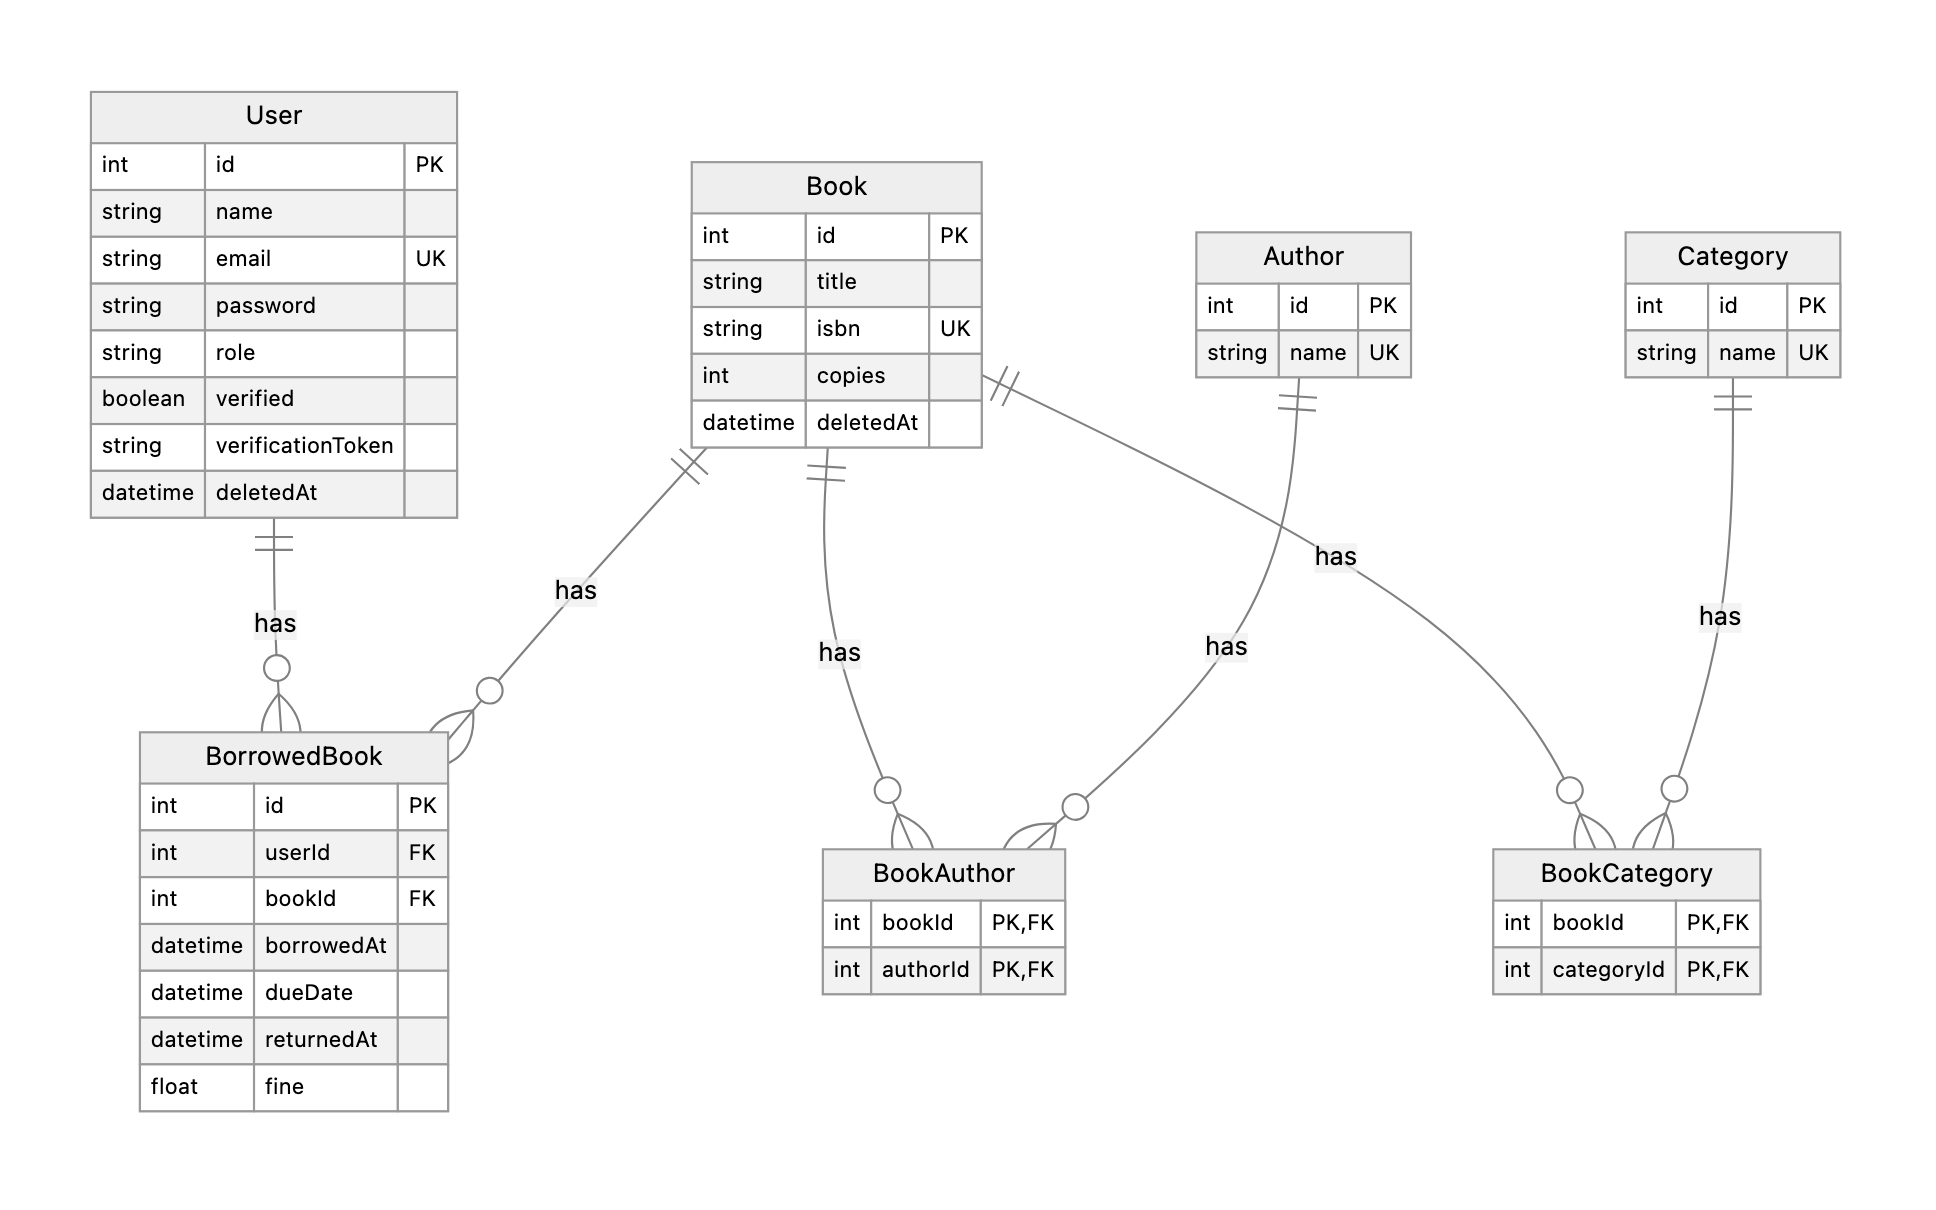 User
int id PK
string name
string email UK
string password
string role
boolean verified
string verificationToken
datetime deletedAt
Book
int id PK
string title
string isbn UK
int copies
datetime deletedAt
Author
int id PK
string name UK
Category
int id PK
string name UK
has
has
has
has
has
has
BorrowedBook
int id PK
int userId FK
int bookId FK
datetime borrowedAt
datetime dueDate
datetime returnedAt
float fine
BookAuthor
int bookId PK,FK
int authorId PK,FK
BookCategory
int bookId PK,FK
int categoryId PK,FK